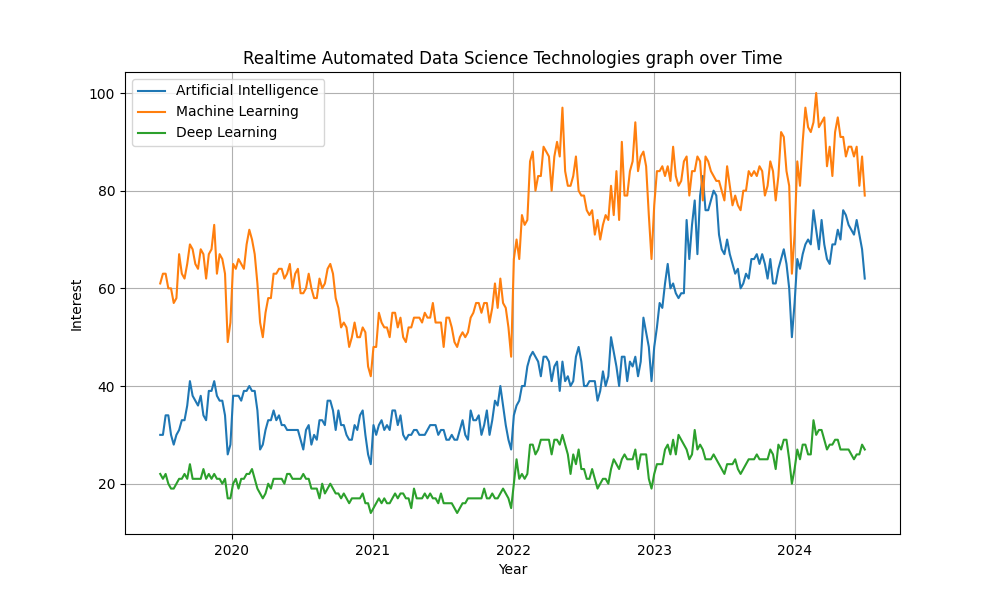 Realtime Automated Data Science Technologies graph over Time
Artificial Intelligence
Machine Learning
Deep Learning
100
80
60
40
20
Interest
2020 2021 2022 2023 2024
Year